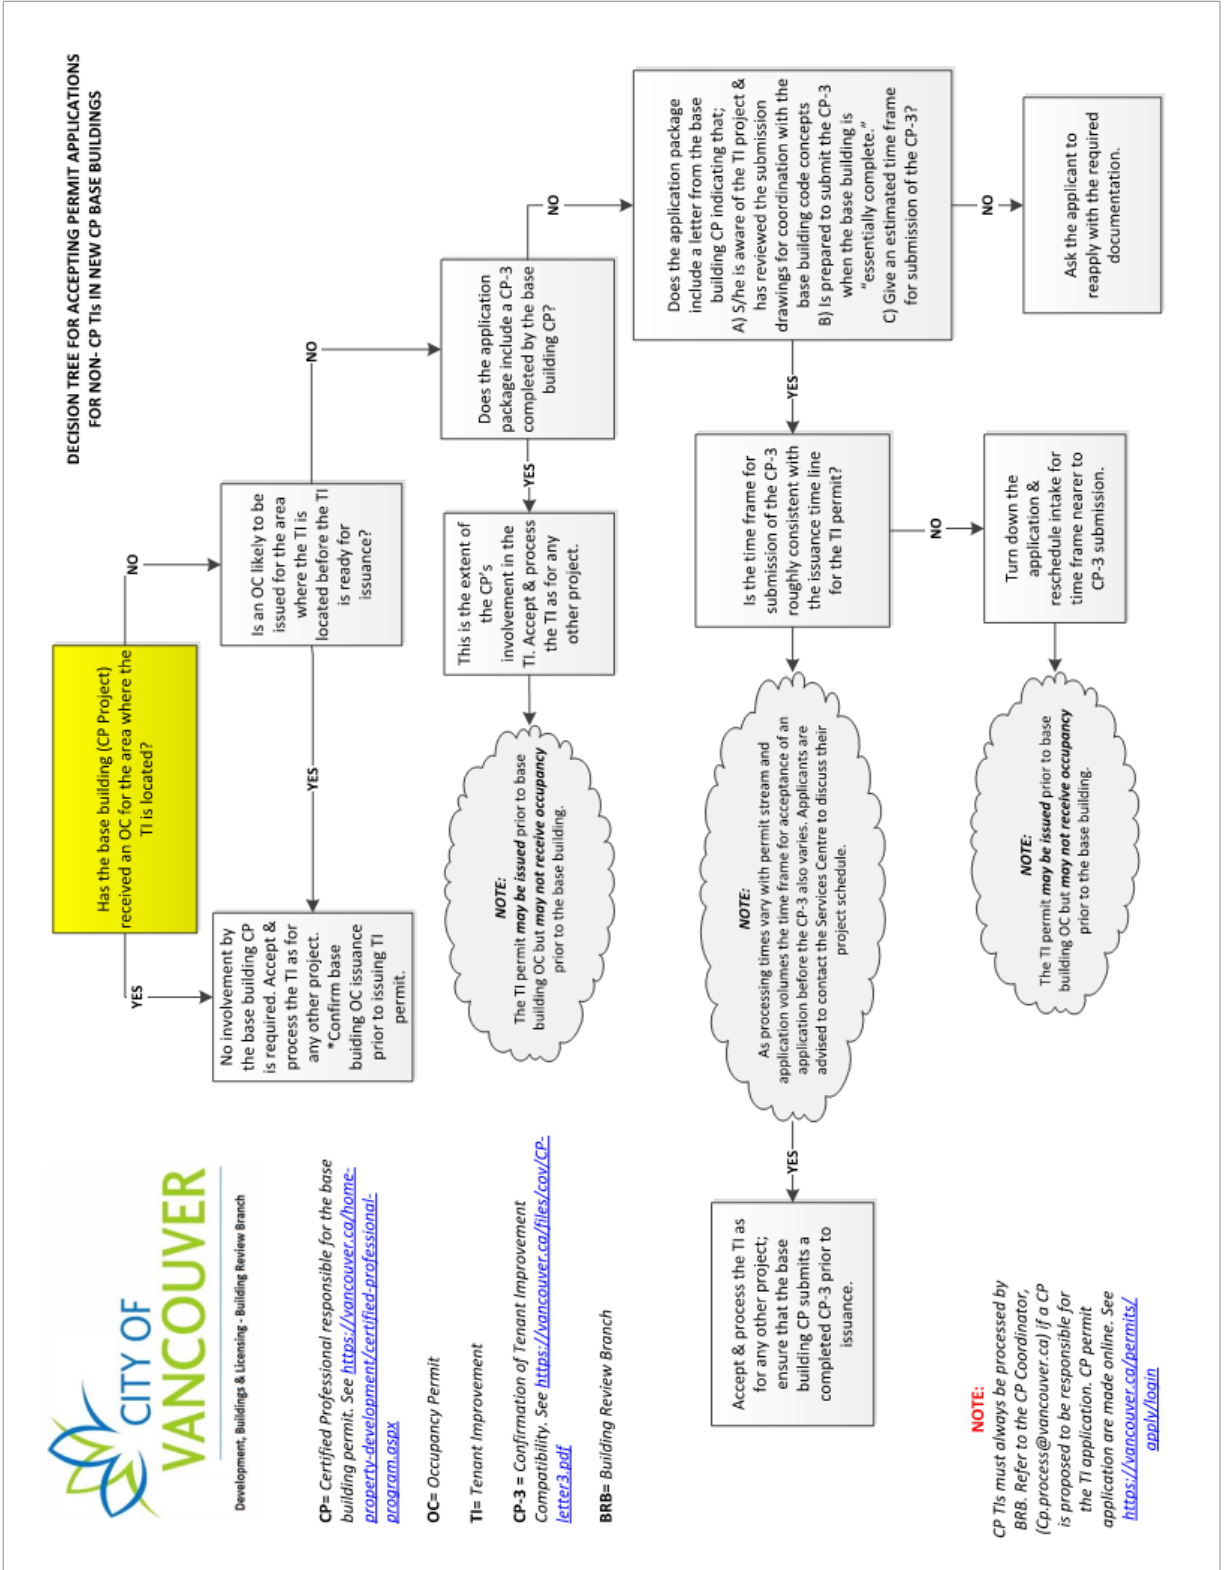 CITY OF
VANCOUVER
Development, Buildings & Licensing - Building Review Branch
DECISION TREE FOR ACCEPTING PERMIT APPLICATIONS
FOR NON- CP TIs IN NEW CP BASE BUILDINGS
CP= Certified Professional responsible for the base
building permit. See https://vancouver.ca/home-
property-development/certified-professional-
program.aspx
OC= Occupancy Permit
TI= Tenant Improvement
CP-3 = Confirmation of Tenant Improvement
Compatibility. See https://vancouver.ca/files/cov/CP-
letter3.pdf
BRB= Building Review Branch
Has the base building (CP Project)
received an OC for the area where the
TI is located?
YES
NO
No involvement by
the base building CP
is required. Accept &
process the TI as for
any other project.
*Confirm base
buiding OC issuance
prior to issuing TI
permit.
YES
Is an OC likely to be
issued for the area
where the TI is
located before the TI
is ready for
issuance?
NO
Does the application
package include a CP-3
completed by the base
building CP?
YES
This is the extent of
the CP's
involvement in the
TI. Accept & process
the TI as for any
other project.
NOTE:
The TI permit may be issued prior to base
building OC but may not receive occupancy
prior to the base building.
NO
Does the application package
include a letter from the base
building CP indicating that;
A) S/he is aware of the TI project &
has reviewed the submission
drawings for coordination with the
base building code concepts
B) Is prepared to submit the CP-3
when the base building is
“essentially complete.”
C) Give an estimated time frame
for submission of the CP-3?
NO
Ask the applicant to
reapply with the required
documentation.
YES
Is the time frame for
submission of the CP-3
roughly consistent with
the issuance time line
for the TI permit?
NO
Turn down the
application &
reschedule intake for
time frame nearer to
CP-3 submission.
NOTE:
The TI permit may be issued prior to base
building OC but may not receive occupancy
prior to the base building.
NOTE:
As processing times vary with permit stream and
application volumes the time frame for acceptance of an
application before the CP-3 also varies. Applicants are
advised to contact the Services Centre to discuss their
project schedule.
YES
Accept & process the TI as
for any other project;
ensure that the base
building CP submits a
completed CP-3 prior to
issuance.
NOTE:
CP TIs must always be processed by
BRB. Refer to the CP Coordinator,
(Cp.process@vancouver.ca) if a CP
is proposed to be responsible for
the TI application. CP permit
application are made online. See
https://vancouver.ca/permits/
apply/login